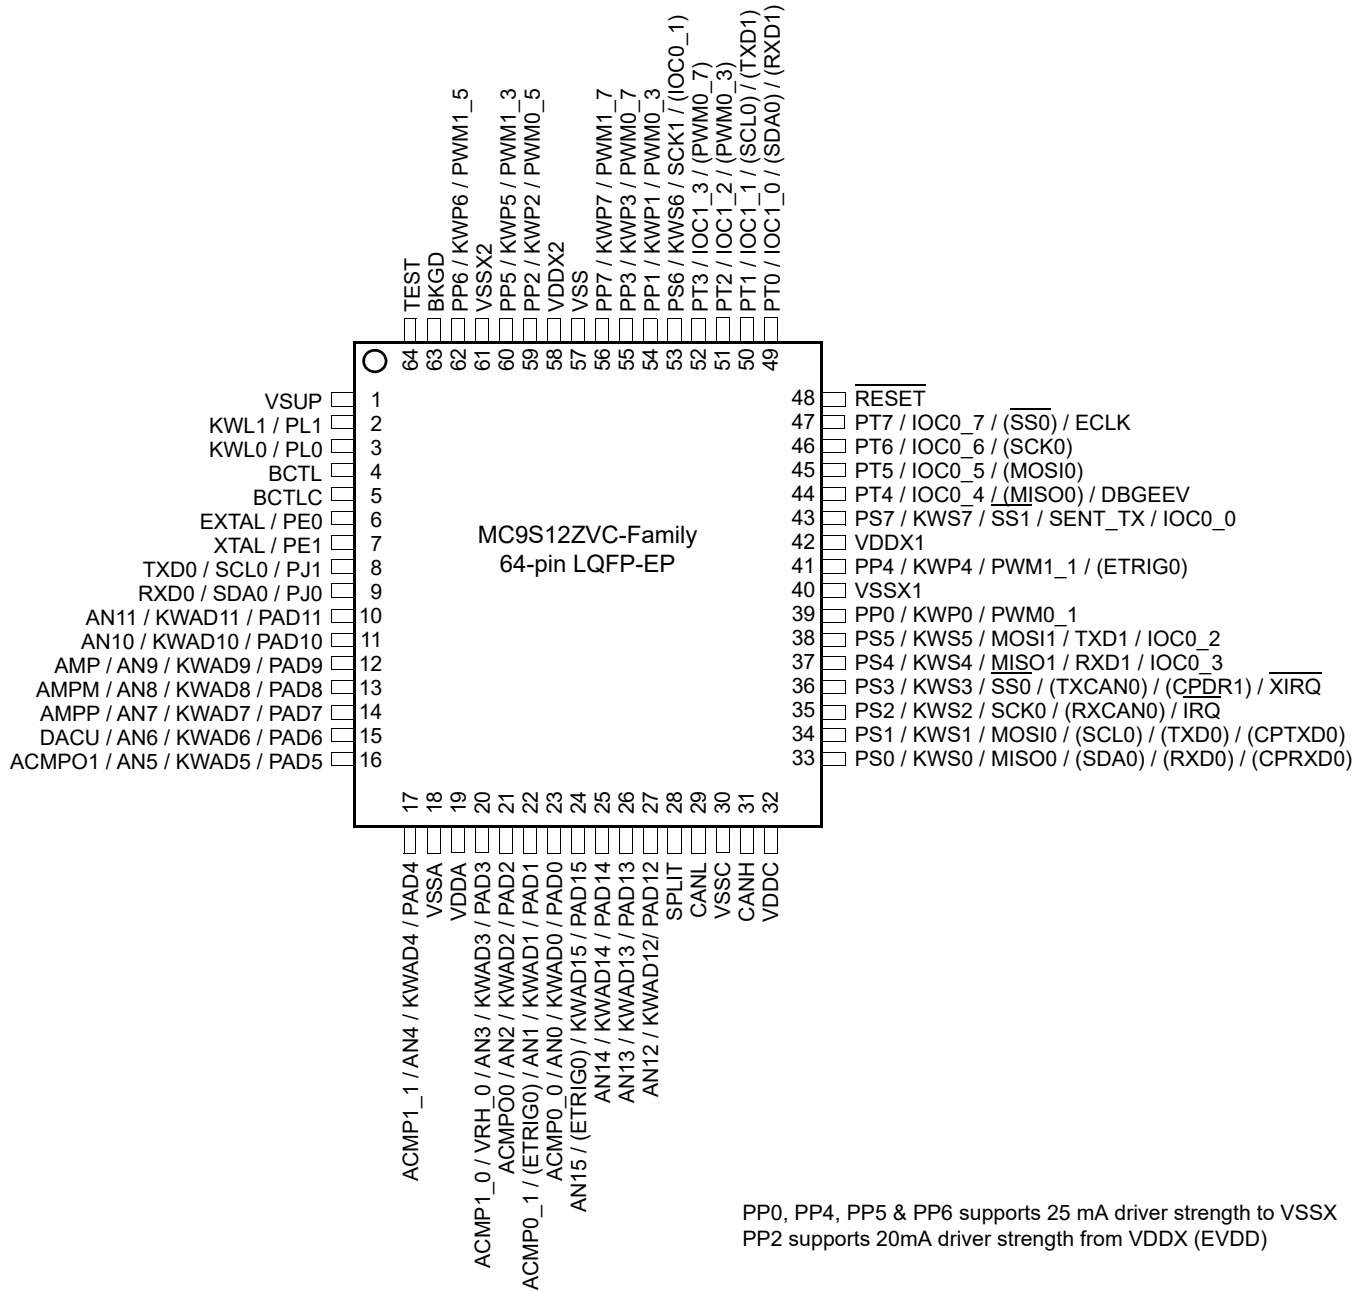 TEST
BKGD
PP6 / KWP6 / PWM1_5
VSSX2
PP5 / KWP5 / PWM1_3
PP2 / KWP2 / PWM0_5
VDDX2
VSS
PP7 / KWP7 / PWM1_7
PP3 / KWP3 / PWM0_7
PP1 / KWP1 / PWM0_3
PS6 / KWS6 / SCK1 / (IOC0_1)
PT3 / IOC1_3 / (PWM0_7)
PT2 / IOC1_2 / (PWM0_3)
PT1 / IOC1_1 / (SCL0) / (TXD1)
PT0 / IOC1_0 / (SDA0) / (RXD1)
64 63 62 61 60 59 58 57 56 55 54 53 52 51 50 49
VSUP 1
KWL1 / PL1 2
KWL0 / PL0 3
BCTL 4
BCTLC 5
EXTAL / PE0 6
XTAL / PE1 7
TXD0 / SCL0 / PJ1 8
RXD0 / SDA0 / PJ0 9
AN11 / KWAD11 / PAD11 10
AN10 / KWAD10 / PAD10 11
AMP / AN9 / KWAD9 / PAD9 12
AMPM / AN8 / KWAD8 / PAD8 13
AMPP / AN7 / KWAD7 / PAD7 14
DACU / AN6 / KWAD6 / PAD6 15
ACMPO1 / AN5 / KWAD5 / PAD5 16
MC9S12ZVC-Family
64-pin LQFP-EP
48 RESET
47 PT7 / IOC0_7 / (SS0) / ECLK
46 PT6 / IOC0_6 / (SCK0)
45 PT5 / IOC0_5 / (MOSI0)
44 PT4 / IOC0_4 / (MISO0) / DBGEEV
43 PS7 / KWS7 / SS1 / SENT_TX / IOC0_0
42 VDDX1
41 PP4 / KWP4 / PWM1_1 / (ETRIG0)
40 VSSX1
39 PP0 / KWP0 / PWM0_1
38 PS5 / KWS5 / MOSI1 / TXD1 / IOC0_2
37 PS4 / KWS4 / MISO1 / RXD1 / IOC0_3
36 PS3 / KWS3 / SS0 / (TXCAN0) / (CPDR1) / XIRQ
35 PS2 / KWS2 / SCK0 / (RXCAN0) / IRQ
34 PS1 / KWS1 / MOSI0 / (SCL0) / (TXD0) / (CPTXD0)
33 PS0 / KWS0 / MISO0 / (SDA0) / (RXD0) / (CPRXD0)
17 18 19 20 21 22 23 24 25 26 27 28 29 30 31 32
ACMP1_1 / AN4 / KWAD4 / PAD4
VSSA
VDDA
ACMP1_0 / VRH_0 / AN3 / KWAD3 / PAD3
ACMPO0 / AN2 / KWAD2 / PAD2
ACMP0_1 / (ETRIG0) / AN1 / KWAD1 / PAD1
ACMP0_0 / AN0 / KWAD0 / PAD0
AN15 / (ETRIG0) / KWAD15 / PAD15
AN14 / KWAD14 / PAD14
AN13 / KWAD13 / PAD13
AN12 / KWAD12/ PAD12
SPLIT
CANL
VSSC
CANH
VDDC
PP0, PP4, PP5 & PP6 supports 25 mA driver strength to VSSX
PP2 supports 20mA driver strength from VDDX (EVDD)